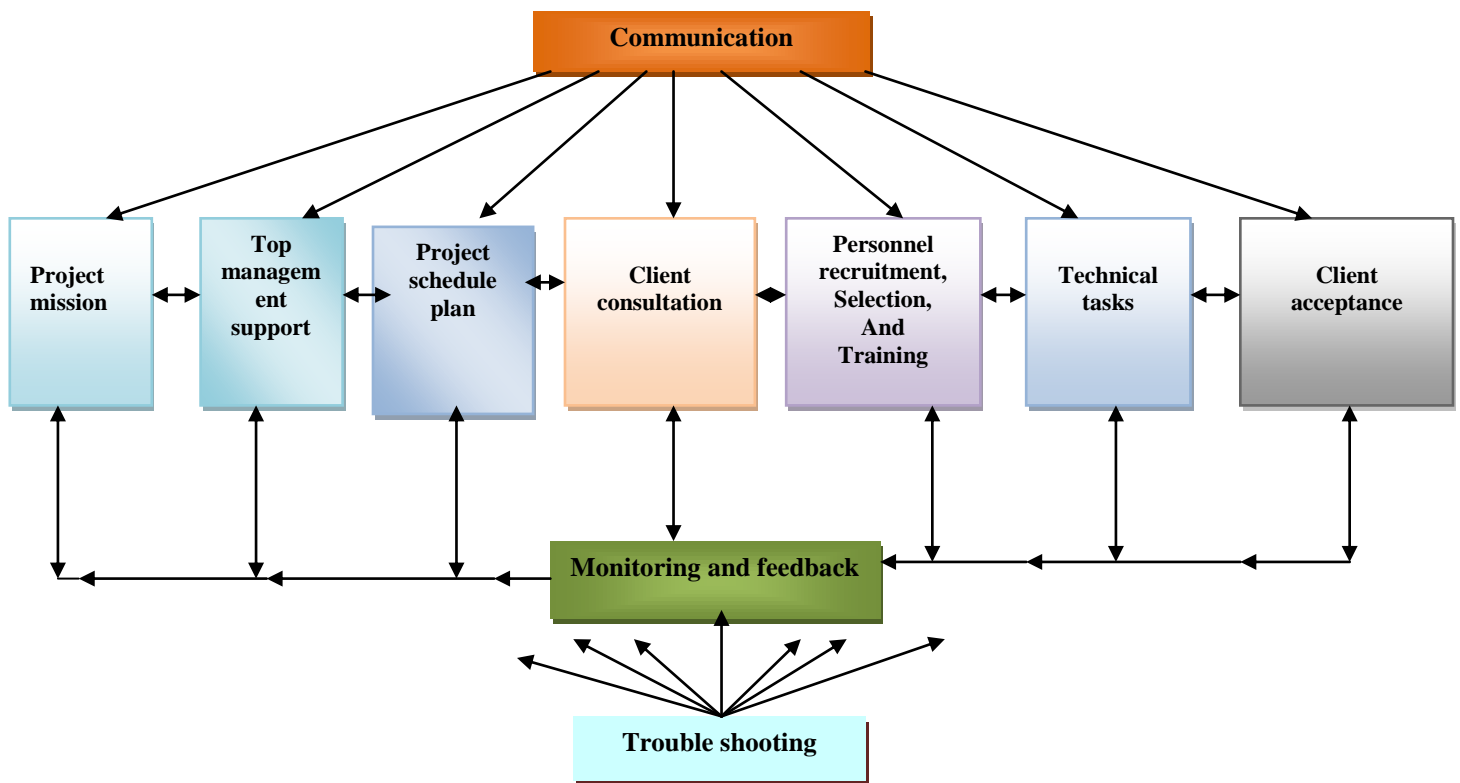 Communication
Project
mission
Top
managem
ent
support
Project
schedule
plan
Client
consultation
Personnel
recruitment,
Selection,
And
Training
Technical
tasks
Client
acceptance
Monitoring and feedback
Trouble shooting